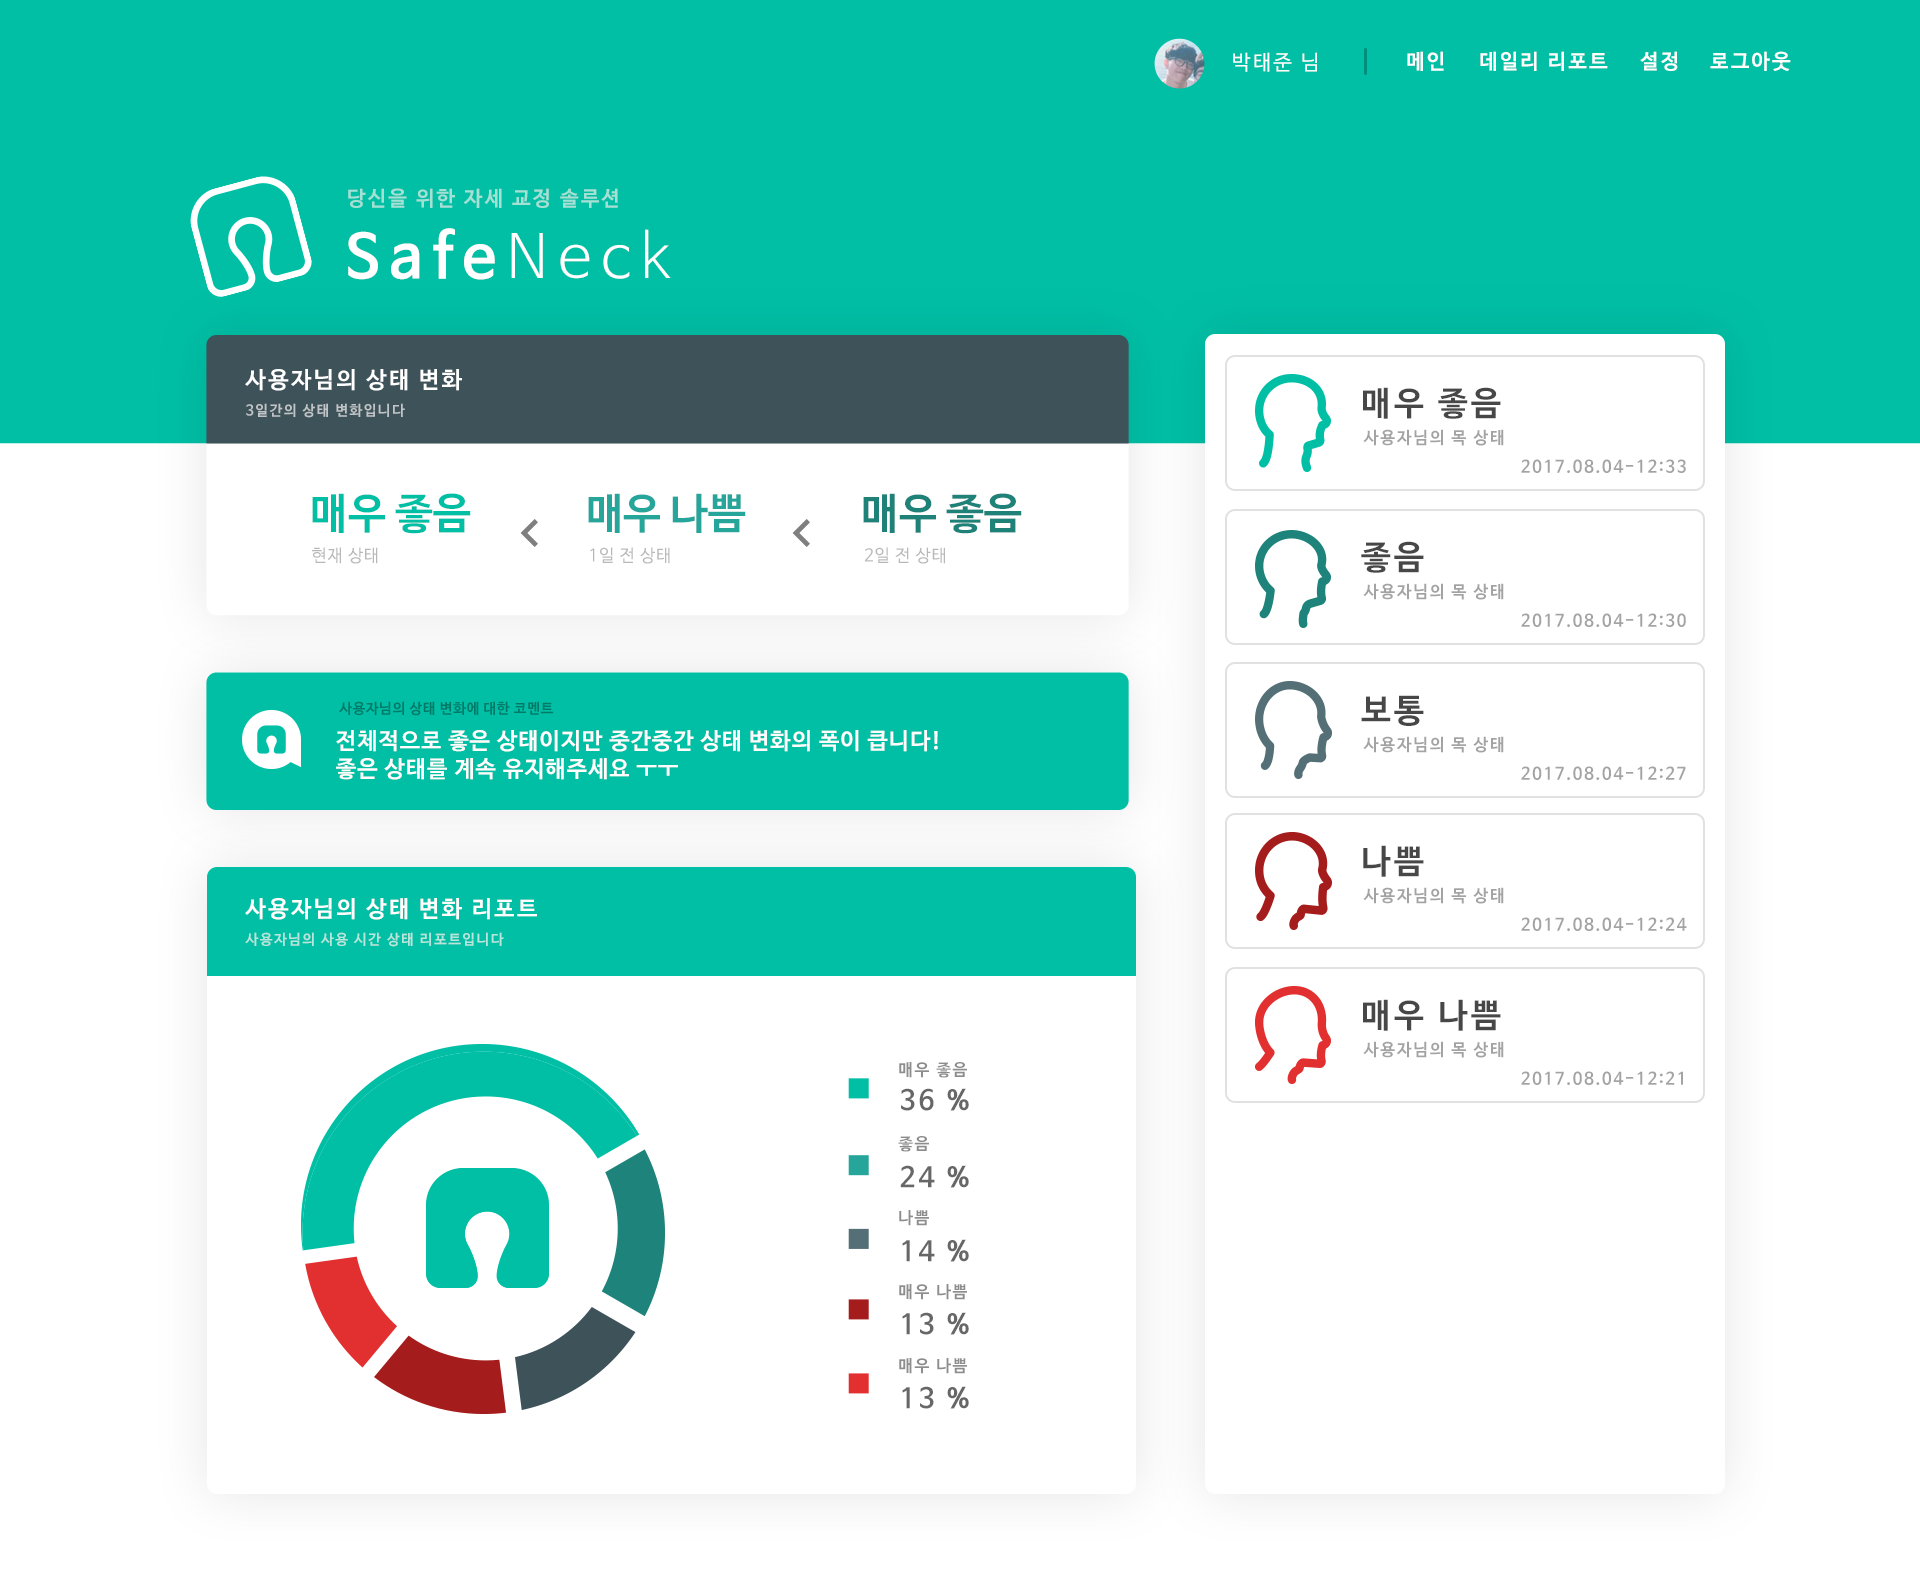 박태준 님
메인 데일리 리포트 설정 로그아웃
당신을 위한 자세 교정 솔루션
SafeNeck
사용자님의 상태 변화
3일간의 상태 변화입니다
매우 좋음
현재 상태
매우 나쁨
1일 전 상태
매우 좋음
2일 전 상태
사용자님의 상태 변화에 대한 코멘트
전체적으로 좋은 상태이지만 중간중간 상태 변화의 폭이 큽니다!
좋은 상태를 계속 유지해주세요 ㅜㅜ
사용자님의 상태 변화 리포트
사용자님의 사용 시간 상태 리포트입니다
매우 좋음
36 %
좋음
24 %
나쁨
14 %
매우 나쁨
13 %
매우 나쁨
13 %
매우 좋음
사용자님의 목 상태
2017.08.04-12:33
좋음
사용자님의 목 상태
2017.08.04-12:30
보통
사용자님의 목 상태
2017.08.04-12:27
나쁨
사용자님의 목 상태
2017.08.04-12:24
매우 나쁨
사용자님의 목 상태
2017.08.04-12:21